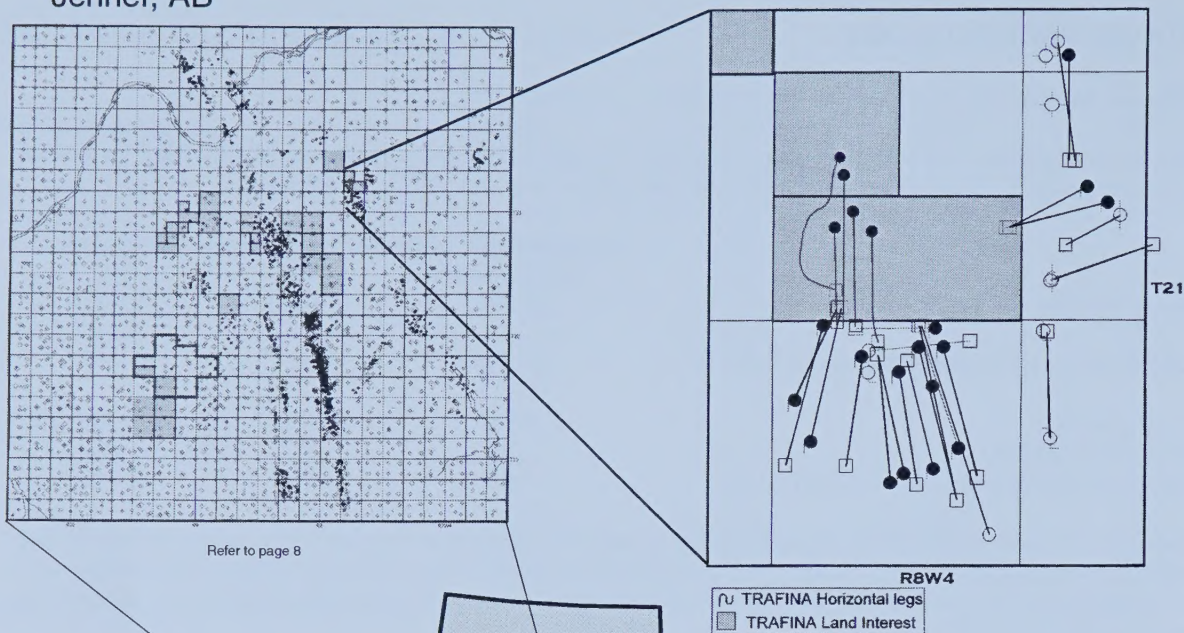 Jenner, AB
T21
Refer to page 8
R8W4
TRAFINA Horizontal legs
TRAFINA Land Interest